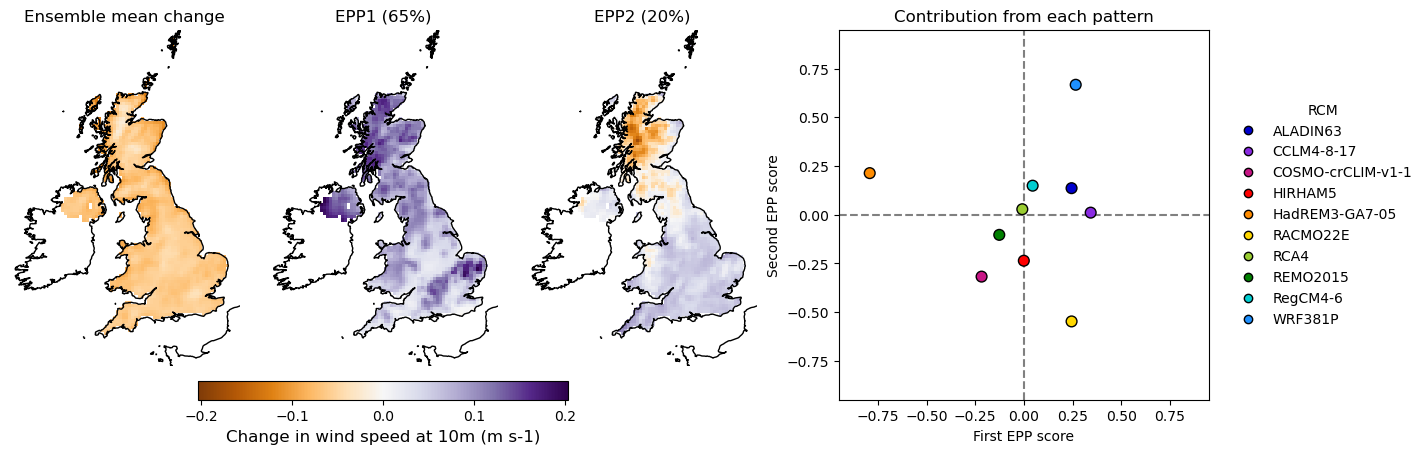 Ensemble mean change
EPP1 (65%)
EPP2 (20%)
Contribution from each pattern
−0.2
−0.1
0.0
0.1
0.2
Change in wind speed at 10m (m s-1)
Second EPP score
0.75
0.50
0.25
0.00
−0.25
−0.50
−0.75
−0.75
−0.50
−0.25
0.00
0.25
0.50
0.75
First EPP score
RCM
ALADIN63
CCLM4-8-17
COSMO-crCLIM-v1-1
HIRHAM5
HadREM3-GA7-05
RACMO22E
RCA4
REMO2015
RegCM4-6
WRF381P